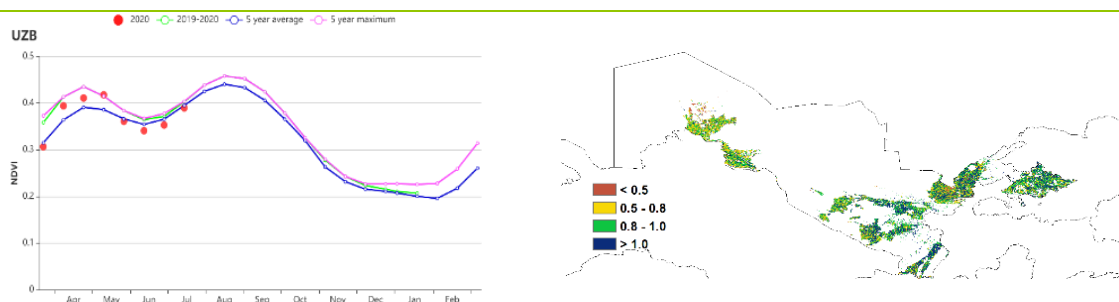 2020 2019-2020 5 year average 5 year maximum
UZB
0.5
0.4
0.3
0.2
0.1
0
NDVI
Apr May Jun Jul Aug Sep Oct Nov Dec Jan Feb
< 0.5
0.5 - 0.8
0.8 - 1.0
> 1.0